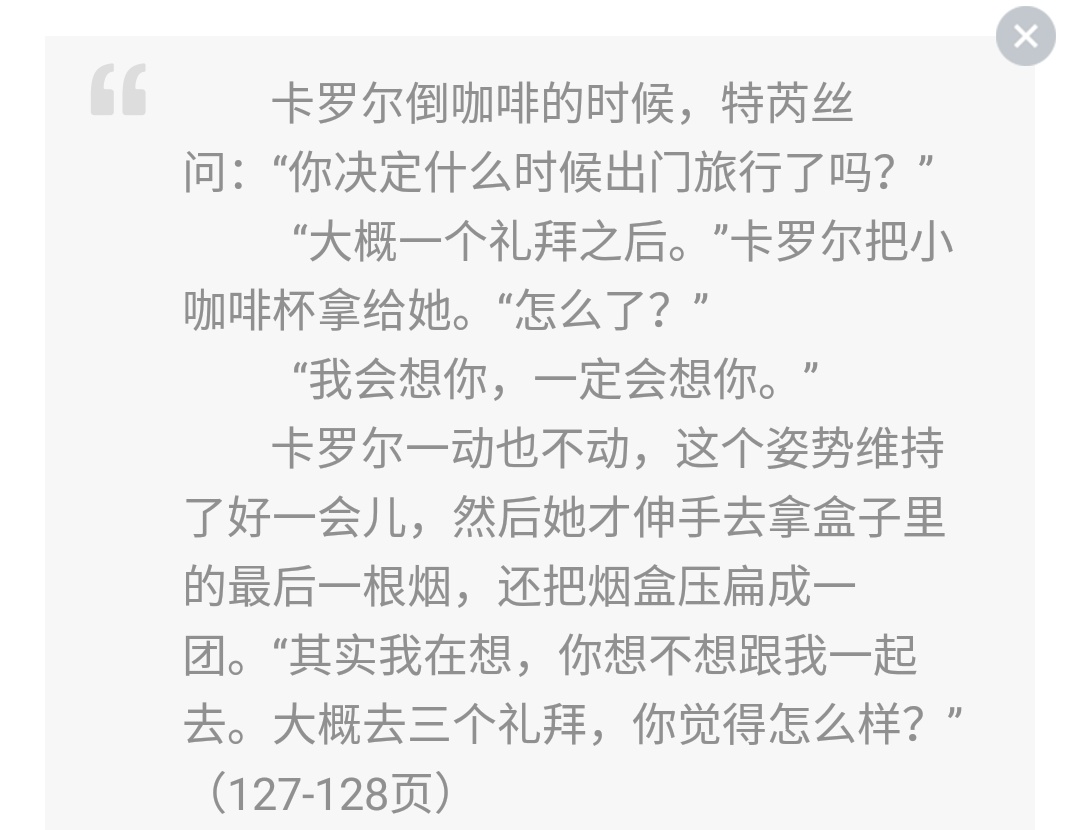 卡罗尔倒咖啡的时候，特芮丝
问：“你决定什么时候出门旅行了吗？”
“大概一个礼拜之后。”卡罗尔把小
咖啡杯拿给她。“怎么了？”
“我会想你，一定会想你。”
卡罗尔一动也不动，这个姿势维持
了好一会儿，然后她才伸手去拿盒子里
的最后一根烟，还把烟盒压扁成一
团。“其实我在想，你想不想跟我一起
去。大概去三个礼拜，你觉得怎么样？”
（127-128页）